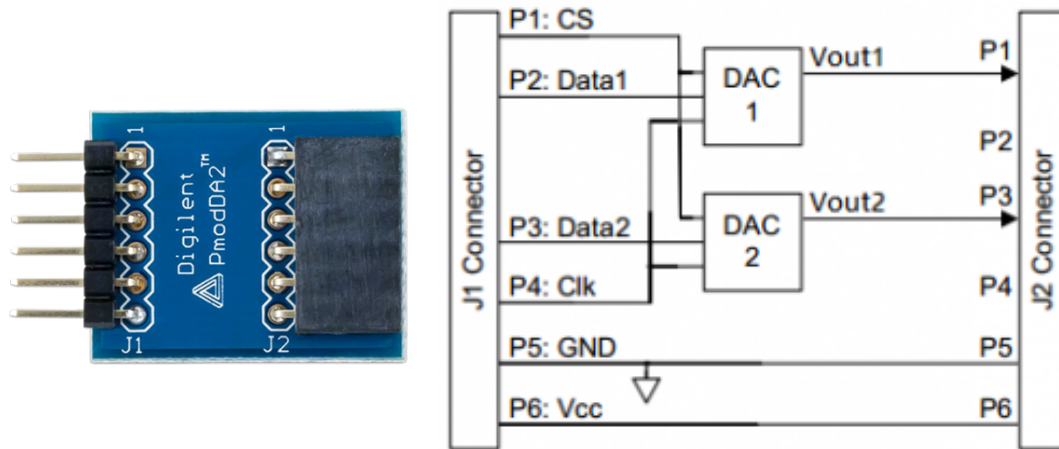 1
1
Digilent
PmodDA2™
J1
J2
J1 Connector
P1: CS
P2: Data1
P3: Data2
P4: Clk
P5: GND
P6: Vcc
DAC
1
Vout1
DAC
2
Vout2
P1
P2
P3
P4
P5
P6
J2 Connector